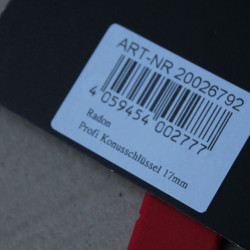 ART-NR 20026792
4 059454 002777
Radon
Profi Konusschlüssel 17mm